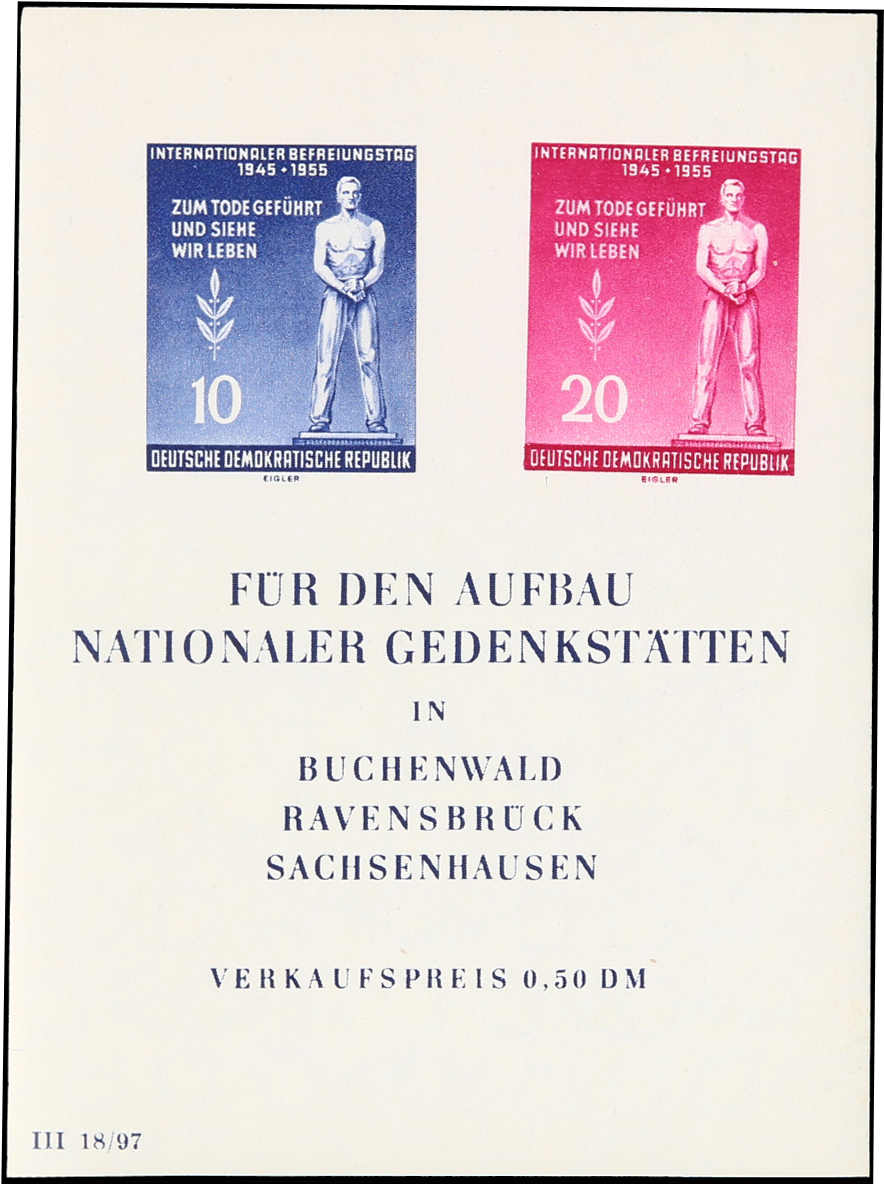 INTERNATIONALER BEFREIUNGSTAG
1945 • 1955
ZUM TODE GEFÜHRT
UND SIEHE
WIR LEBEN
10
DEUTSCHE DEMOKRATISCHE REPUBLIK
EIGLER
INTERNATIONALER BEFREIUNGSTAG
1945 • 1955
ZUM TODE GEFÜHRT
UND SIEHE
WIR LEBEN
20
DEUTSCHE DEMOKRATISCHE REPUBLIK
EIGLER
FÜR DEN AUFBAU
NATIONALER GEDENKSTÄTTEN
IN
BUCHENWALD
RAVENSBRÜCK
SACHSENHAUSEN
VERKAUFSPREIS 0,50 DM
III 18/97